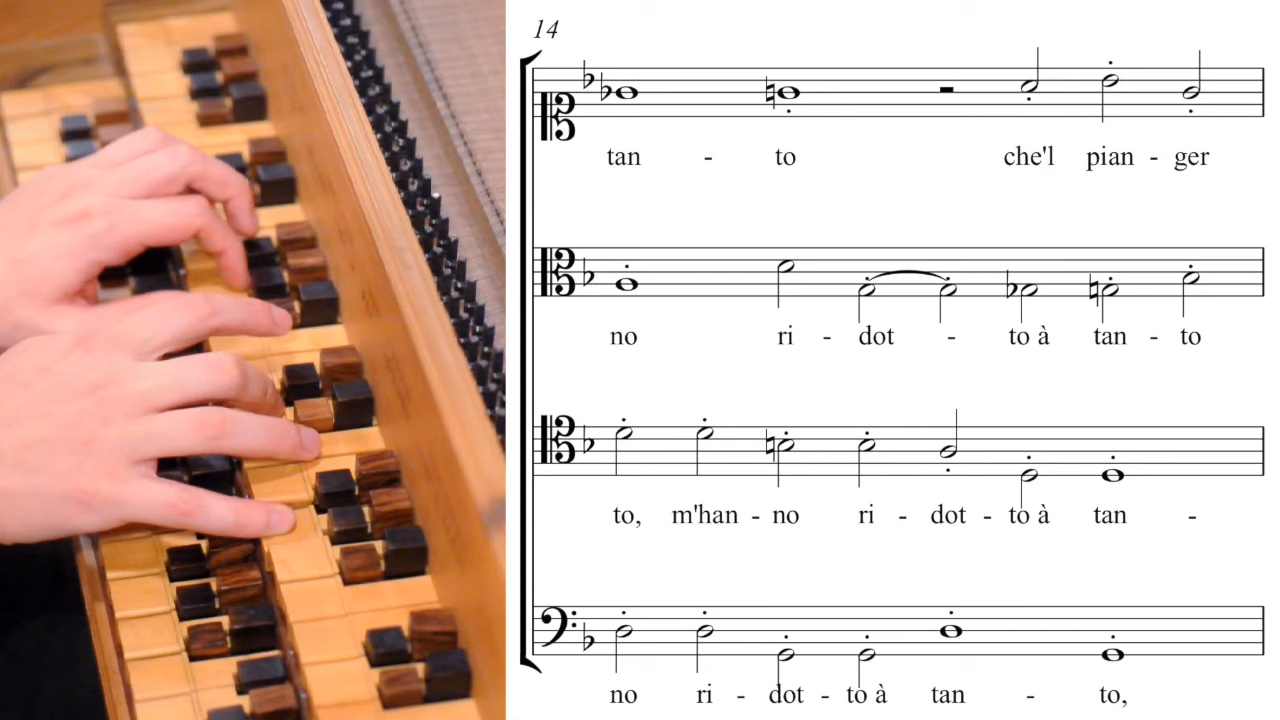 14
tan - to che'l pian - ger
no ri - dot - to à tan - to
to, m'han - no ri - dot - to à tan -
no ri - dot - to à tan - to,